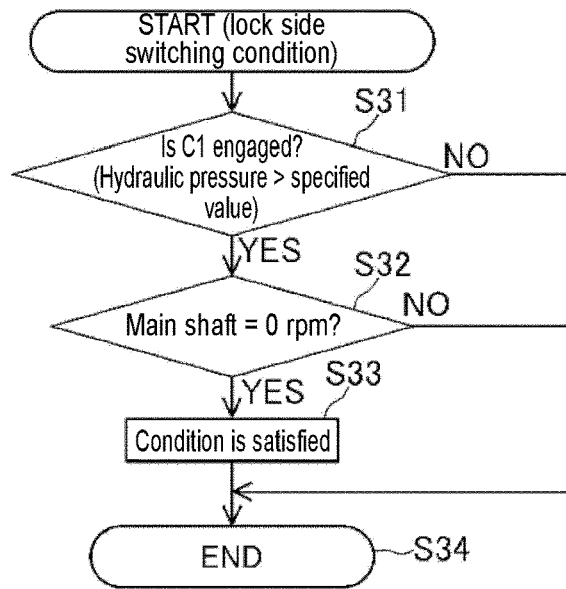 START (lock side
switching condition)
S31
Is C1 engaged?
(Hydraulic pressure > specified
value)
NO
YES
S32
Main shaft = 0 rpm?
NO
YES
S33
Condition is satisfied
END
S34